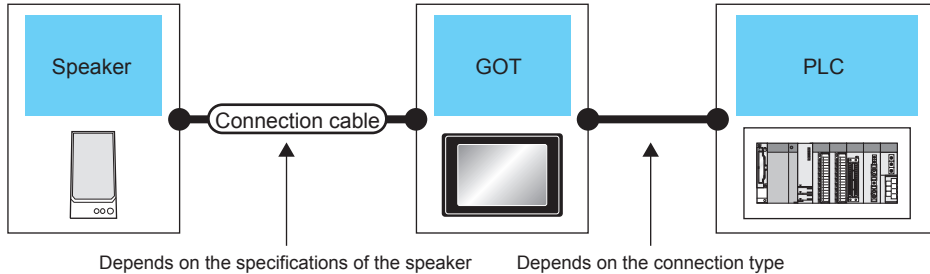 Speaker
GOT
PLC
Connection cable
Depends on the specifications of the speaker
Depends on the connection type